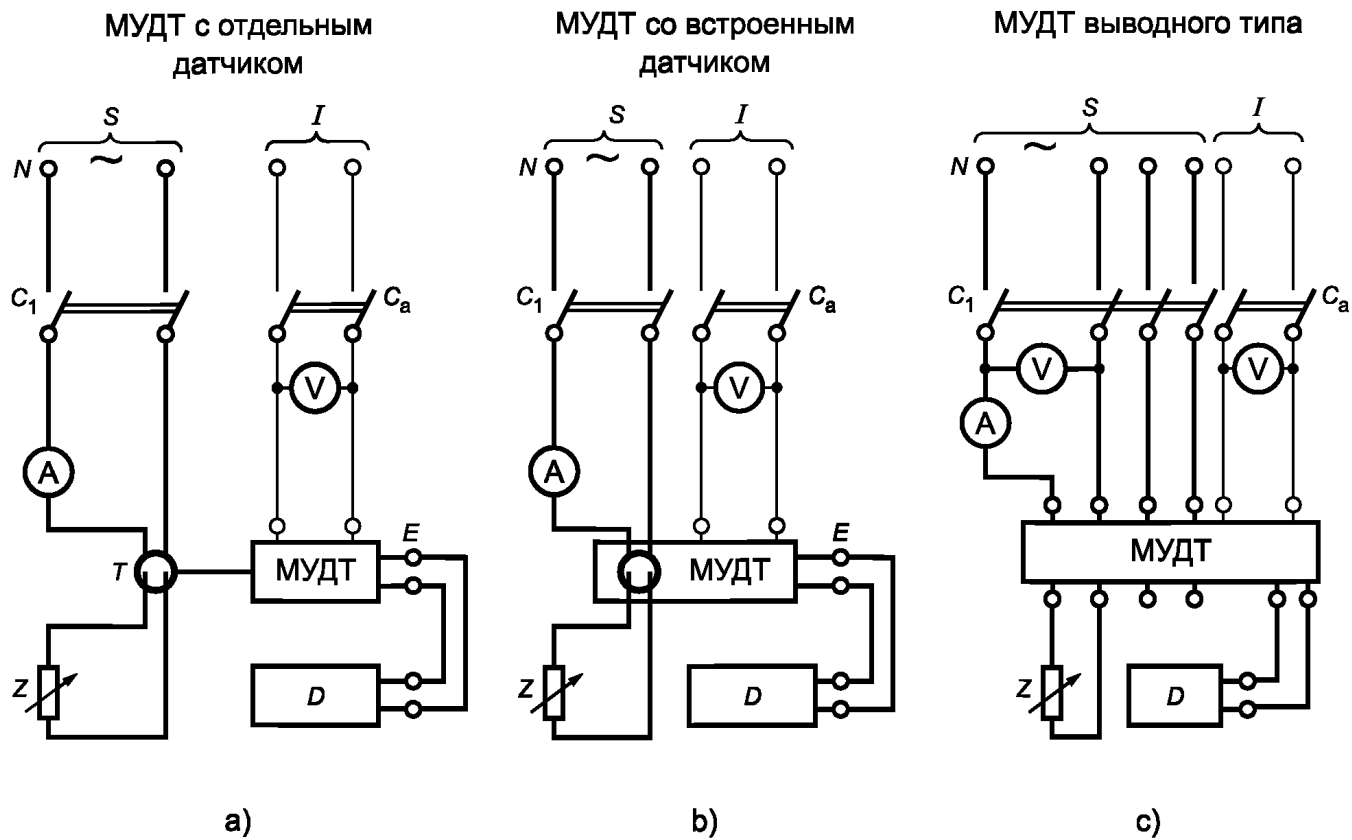 МУДТ с отдельным
датчиком
МУДТ со встроенным
датчиком
МУДТ выводного типа
S I S I S I
~ ~ ~
N N N
C1 Ca C1 Ca C1 Ca
V V V V
A A A
E E
T МУДТ МУДТ МУДТ
Z D Z D Z D
a) b) c)